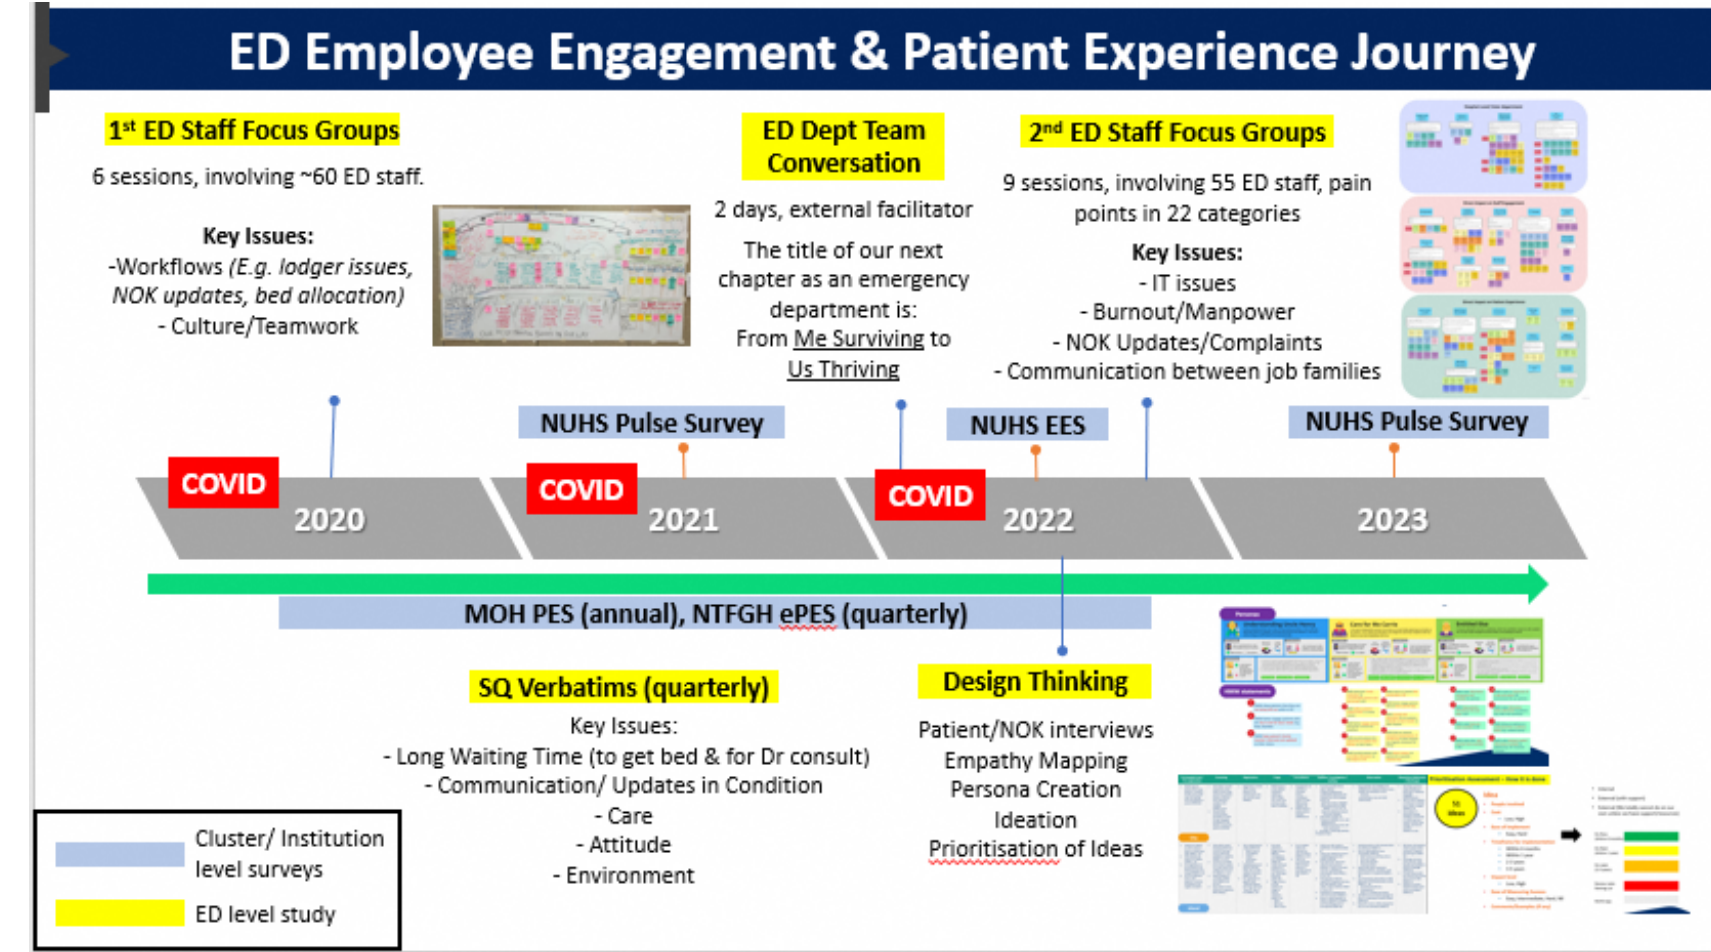 ED Employee Engagement & Patient Experience Journey
1st ED Staff Focus Groups
6 sessions, involving ~60 ED staff.
Key Issues:
-Workflows (E.g. lodger issues,
NOK updates, bed allocation)
- Culture/Teamwork
ED Dept Team
Conversation
2 days, external facilitator
The title of our next
chapter as an emergency
department is:
From Me Surviving to
Us Thriving
2nd ED Staff Focus Groups
9 sessions, involving 55 ED staff, pain
points in 22 categories
Key Issues:
- IT issues
- Burnout/Manpower
- NOK Updates/Complaints
- Communication between job families
NUHS Pulse Survey
NUHS EES
NUHS Pulse Survey
COVID
2020
COVID
2021
COVID
2022
2023
MOH PES (annual), NTFGH ePES (quarterly)
SQ Verbatims (quarterly)
Key Issues:
- Long Waiting Time (to get bed & for Dr consult)
- Communication/ Updates in Condition
- Care
- Attitude
- Environment
Design Thinking
Patient/NOK interviews
Empathy Mapping
Persona Creation
Ideation
Prioritisation of Ideas
Cluster/ Institution
level surveys
ED level study